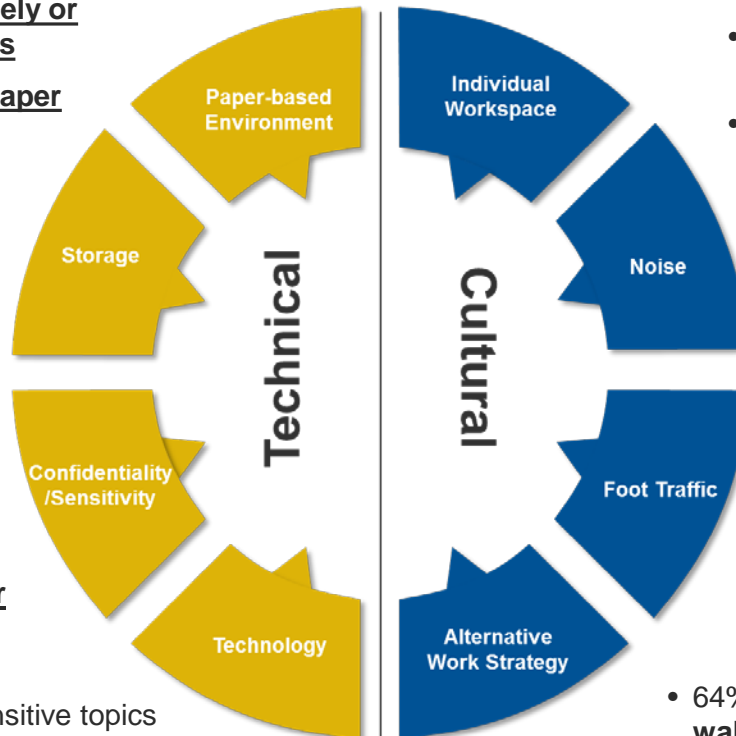 Paper-based
Environment
Individual
Workspace
Storage
Noise
Technical
Cultural
Confidentiality
/Sensitivity
Foot Traffic
Technology
Alternative
Work Strategy
ely or
s
aper
r
nsitive topics
• 64%